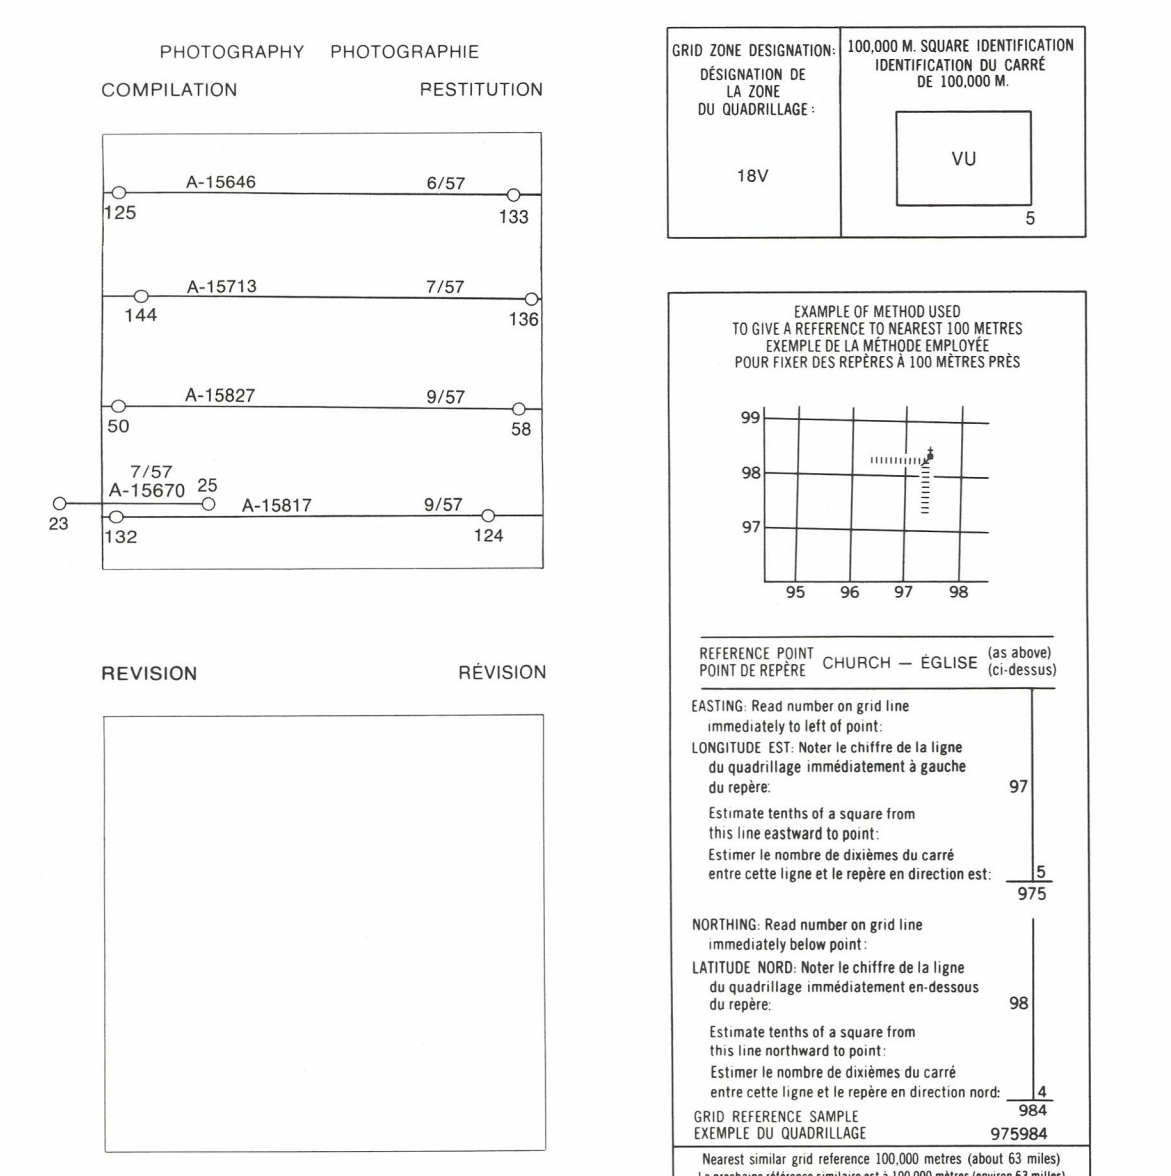 PHOTOGRAPHY PHOTOGRAPHIE
COMPILATION RESTITUTION
A-15646 6/57
125 133
A-15713 7/57
144 136
A-15827 9/57
50 58
7/57
A-15670 25
A-15817 9/57
23 132 124
REVISION RÉVISION
GRID ZONE DESIGNATION:
DÉSIGNATION DE
LA ZONE
DU QUADRILLAGE:
18V
100,000 M. SQUARE IDENTIFICATION
IDENTIFICATION DU CARRÉ
DE 100,000 M.
VU
5
EXAMPLE OF METHOD USED
TO GIVE A REFERENCE TO NEAREST 100 METRES
EXEMPLE DE LA MÉTHODE EMPLOYÉE
POUR FIXER DES REPÈRES À 100 MÈTRES PRÈS
99
98
97
95 96 97 98
REFERENCE POINT
POINT DE REPÈRE
CHURCH — ÉGLISE
(as above)
(ci-dessus)
EASTING: Read number on grid line
immediately to left of point:
LONGITUDE EST: Noter le chiffre de la ligne
du quadrillage immédiatement à gauche
du repère: 97
Estimate tenths of a square from
this line eastward to point:
Estimer le nombre de dixièmes du carré
entre cette ligne et le repère en direction est: 5
975
NORTHING: Read number on grid line
immediately below point:
LATITUDE NORD: Noter le chiffre de la ligne
du quadrillage immédiatement en-dessous
du repère: 98
Estimate tenths of a square from
this line northward to point:
Estimer le nombre de dixièmes du carré
entre cette ligne et le repère en direction nord: 4
984
GRID REFERENCE SAMPLE
EXEMPLE DU QUADRILLAGE 975984
Nearest similar grid reference 100,000 metres (about 63 miles)
La prochaine référence similaire est à 100,000 mètres (environ 63 milles)